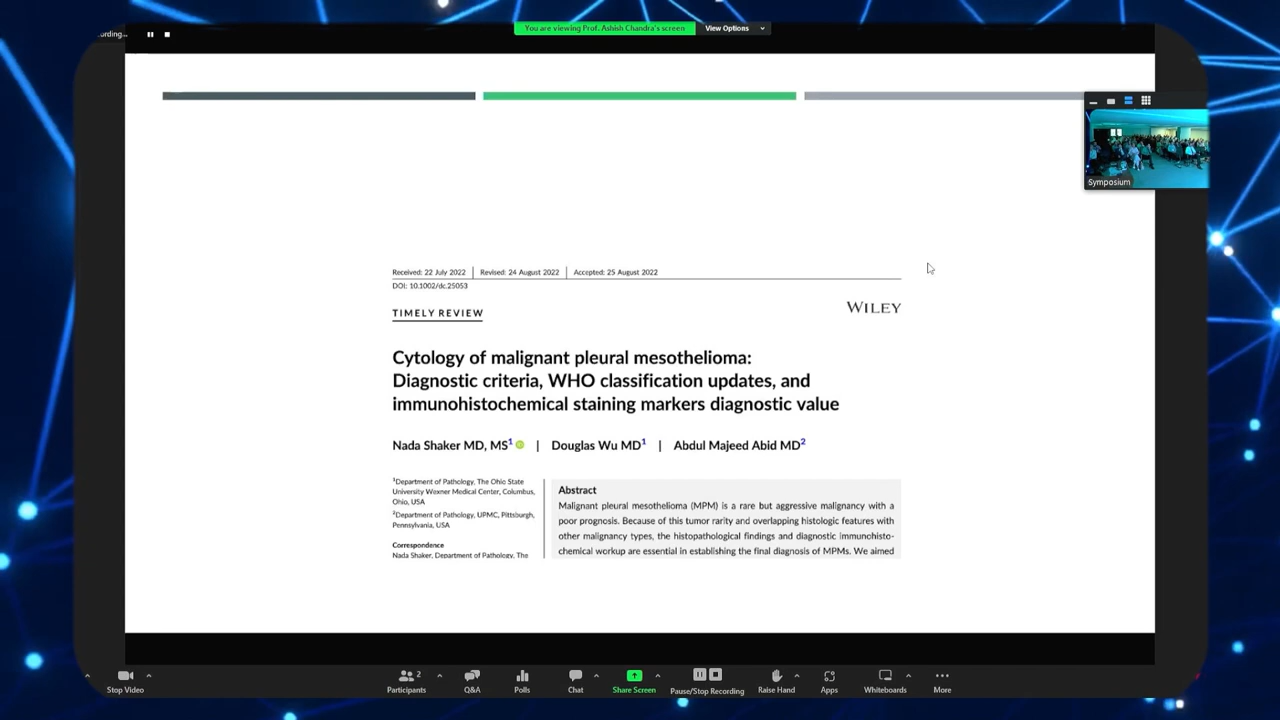 You are viewing Prof. Ashish Chandra's screen
View Options
ording...
Symposium
Received: 22 July 2022 | Revised: 24 August 2022 | Accepted: 25 August 2022
DOI: 10.1002/dc.25053
TIMELY REVIEW
WILEY
Cytology of malignant pleural mesothelioma:
Diagnostic criteria, WHO classification updates, and
immunohistochemical staining markers diagnostic value
Nada Shaker MD, MS1 | Douglas Wu MD1 | Abdul Majeed Abid MD2
1Department of Pathology, The Ohio State
University Wexner Medical Center, Columbus,
Ohio, USA
2Department of Pathology, UPMC, Pittsburgh,
Pennsylvania, USA
Correspondence
Nada Shaker, Department of Pathology, The
Abstract
Malignant pleural mesothelioma (MPM) is a rare but aggressive malignancy with a
poor prognosis. Because of this tumor rarity and overlapping histologic features with
other malignancy types, the histopathological findings and diagnostic immunohisto-
chemical workup are essential in establishing the final diagnosis of MPMs. We aimed
Stop Video
Participants 2
Q&A
Polls
Chat
Share Screen
Pause/Stop Recording
Raise Hand
Apps
Whiteboards
More